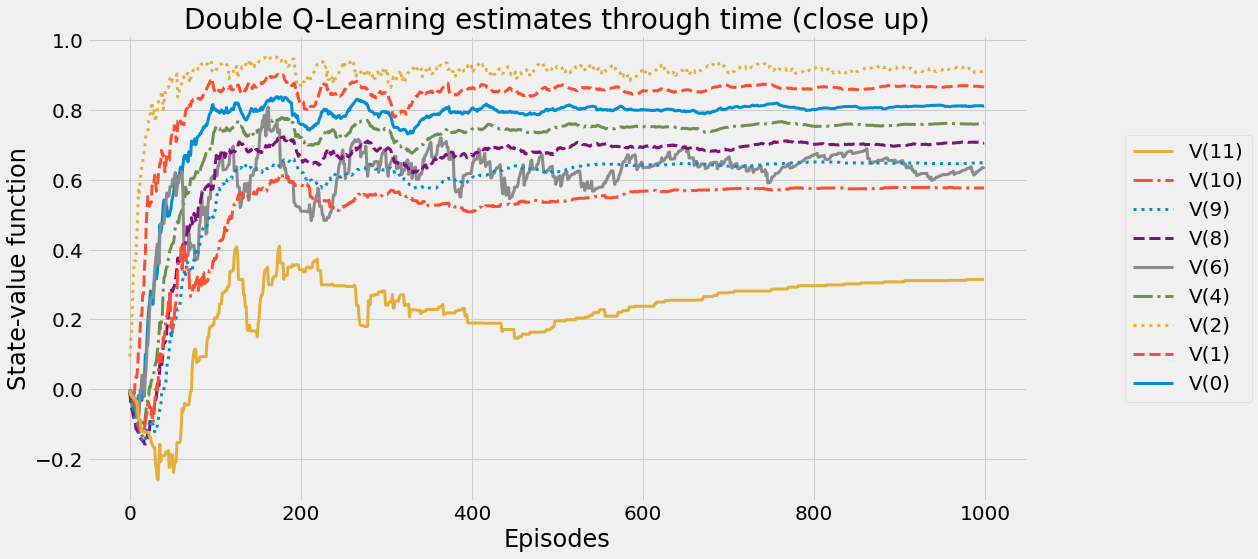 Double Q-Learning estimates through time (close up)
State-value function
1.0
0.8
0.6
0.4
0.2
0.0
−0.2
0 200 400 600 800 1000
Episodes
V(11)
V(10)
V(9)
V(8)
V(6)
V(4)
V(2)
V(1)
V(0)